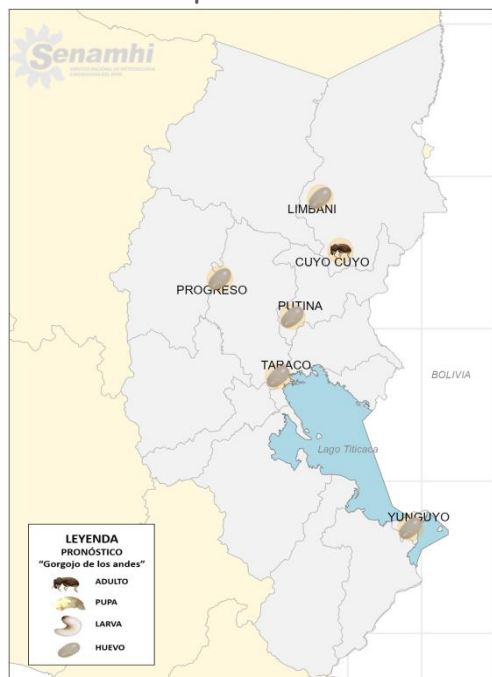 Senamhi
LIMBANI
CUYO CUYO
PROGRESO
PUTINA
TARACO
BOLIVIA
Lago Titicaca
YUNGUYO
LEYENDA
PRONÓSTICO
"Gorgojo de los andes"
ADULTO
PUPA
LARVA
HUEVO